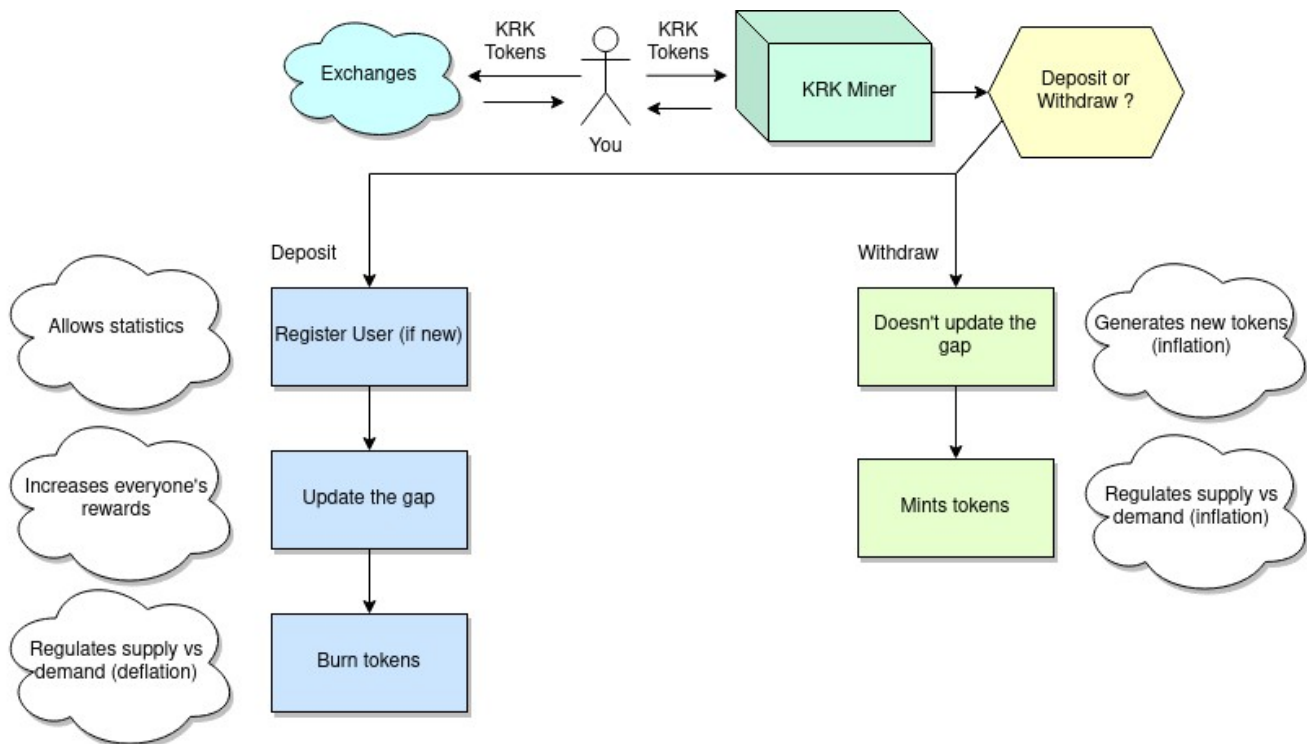 KRK
Tokens
KRK
Tokens
Exchanges
You
KRK Miner
Deposit or
Withdraw ?
Deposit
Withdraw
Allows statistics
Register User (if new)
Doesn't update the
gap
Generates new tokens
(inflation)
Increases everyone's
rewards
Update the gap
Mints tokens
Regulates supply vs
demand (inflation)
Regulates supply vs
demand (deflation)
Burn tokens